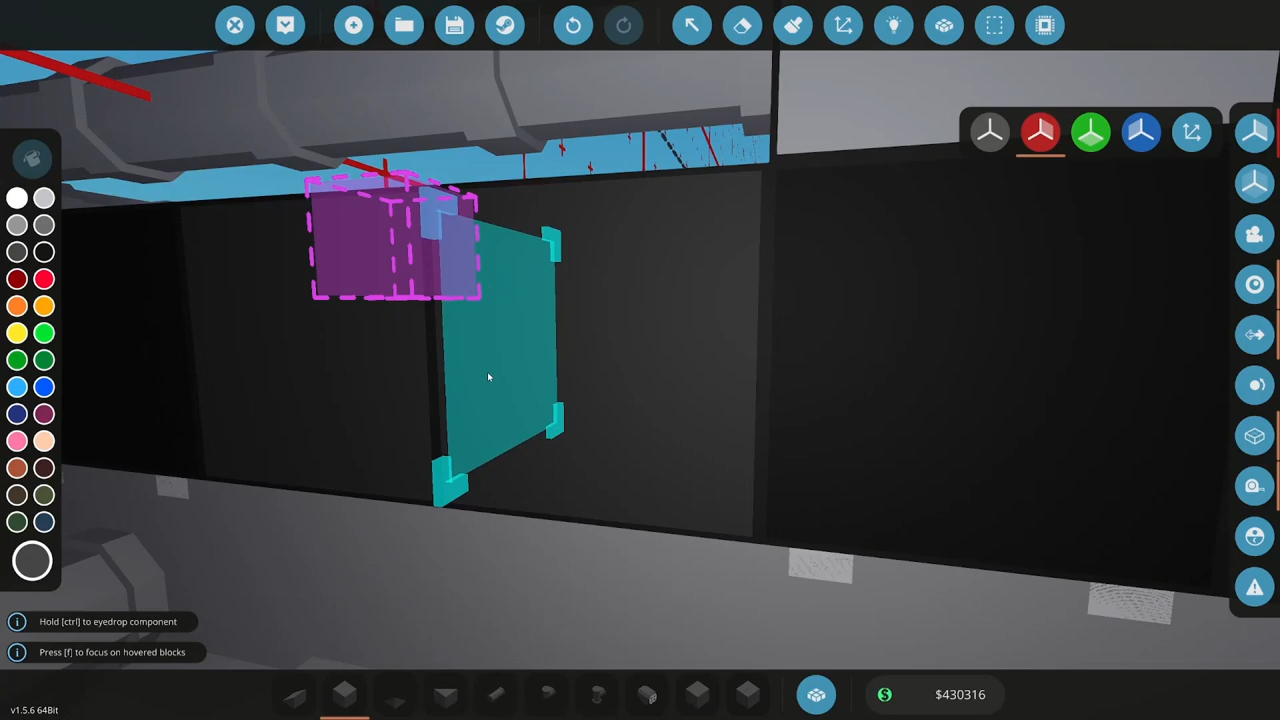 Hold [ctrl] to eyedrop component
Press [f] to focus on hovered blocks
$430316
v1.5.6 64Bit